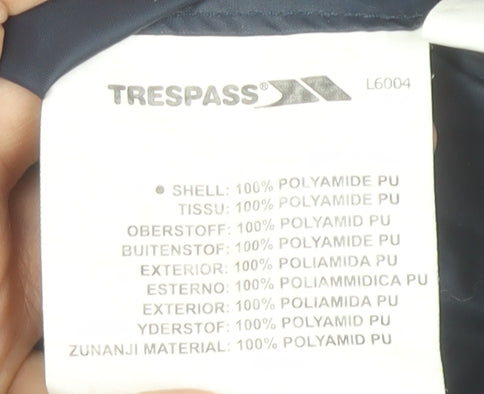 TRESPASS® L6004
• SHELL: 100% POLYAMIDE PU
TISSU: 100% POLYAMIDE PU
OBERSTOFF: 100% POLYAMID PU
BUITENSTOF: 100% POLYAMIDE PU
EXTERIOR: 100% POLIAMIDA PU
ESTERNO: 100% POLIAMMIDICA PU
EXTERIOR: 100% POLIAMIDA PU
YDERSTOF: 100% POLYAMID PU
ZUNANJI MATERIAL: 100% POLYAMID PU